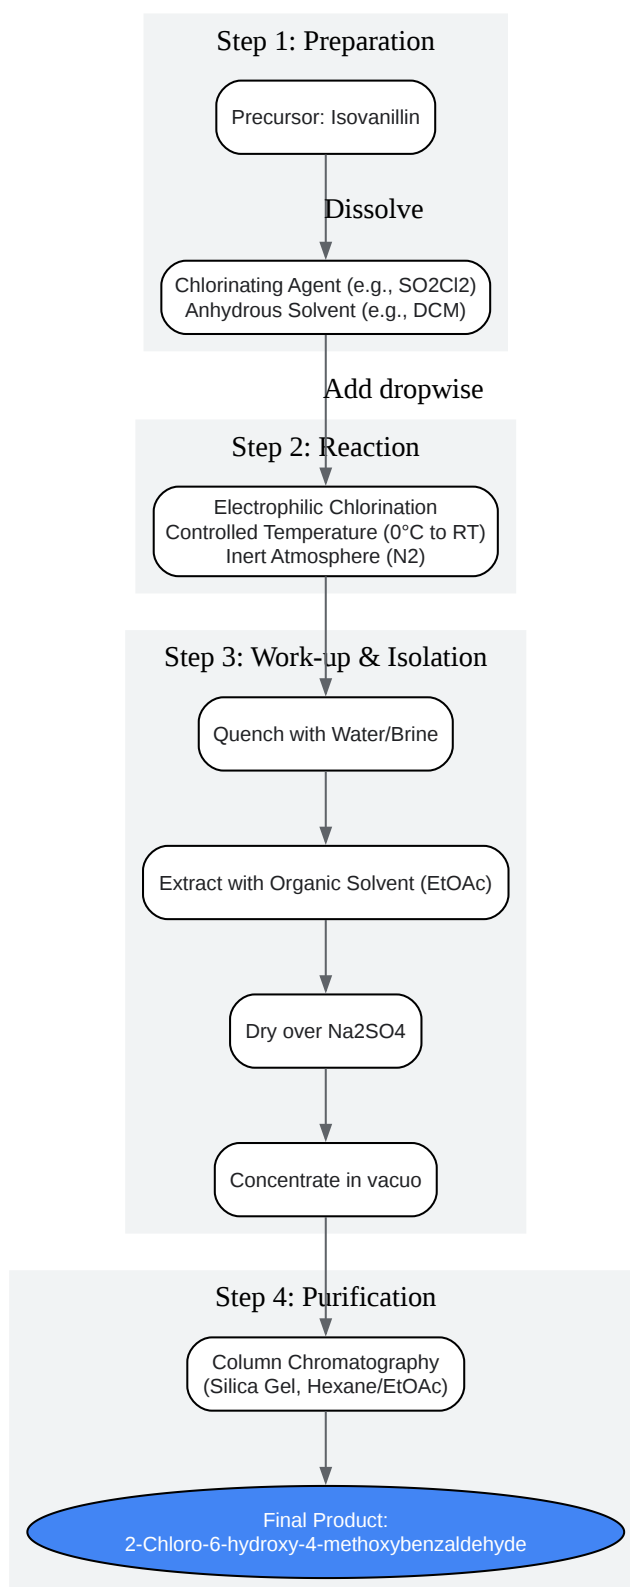 Step 1: Preparation
Precursor: Isovanillin
Dissolve
Chlorinating Agent (e.g., SO2Cl2)
Anhydrous Solvent (e.g., DCM)
Add dropwise
Step 2: Reaction
Electrophilic Chlorination
Controlled Temperature (0°C to RT)
Inert Atmosphere (N2)
Step 3: Work-up & Isolation
Quench with Water/Brine
Extract with Organic Solvent (EtOAc)
Dry over Na2SO4
Concentrate in vacuo
Step 4: Purification
Column Chromatography
(Silica Gel, Hexane/EtOAc)
Final Product:
2-Chloro-6-hydroxy-4-methoxybenzaldehyde